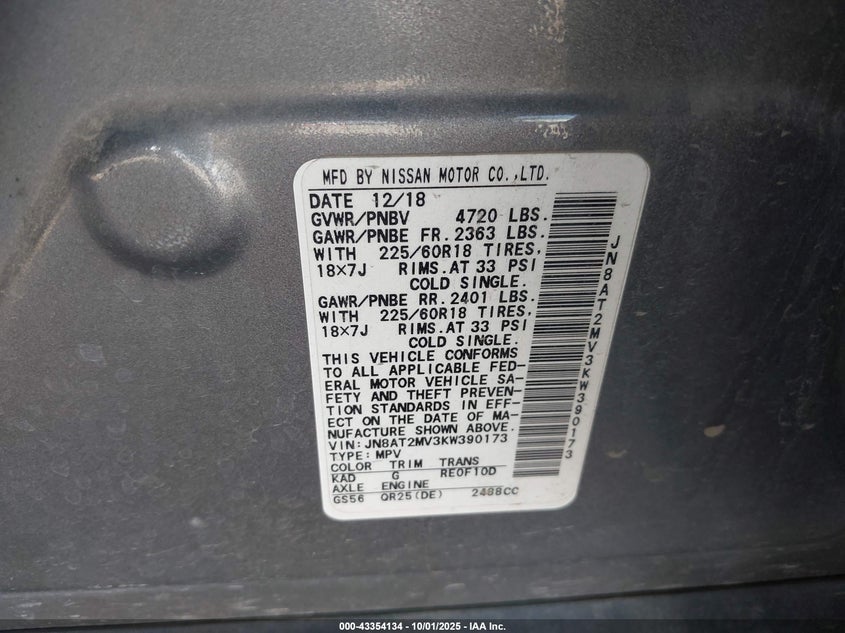 MFD BY NISSAN MOTOR CO.,LTD.
DATE 12/18
GVWR/PNBV 4720 LBS.
GAWR/PNBE FR. 2363 LBS.
WITH 225/60R18 TIRES,
18×7J RIMS.AT 33 PSI
COLD SINGLE.
GAWR/PNBE RR. 2401 LBS.
WITH 225/60R18 TIRES,
18×7J RIMS.AT 33 PSI
COLD SINGLE.
THIS VEHICLE CONFORMS
TO ALL APPLICABLE FED-
ERAL MOTOR VEHICLE SA-
FETY AND THEFT PREVEN-
TION STANDARDS IN EFF-
ECT ON THE DATE OF MA-
NUFACTURE SHOWN ABOVE.
VIN: JN8AT2MV3KW390173
TYPE: MPV
COLOR TRIM TRANS
KAD G RE0F10D
AXLE ENGINE
GS56 QR25(DE) 2488CC
JN8AT2MV3KW390173
000-43354134 - 10/01/2025 - IAA Inc.